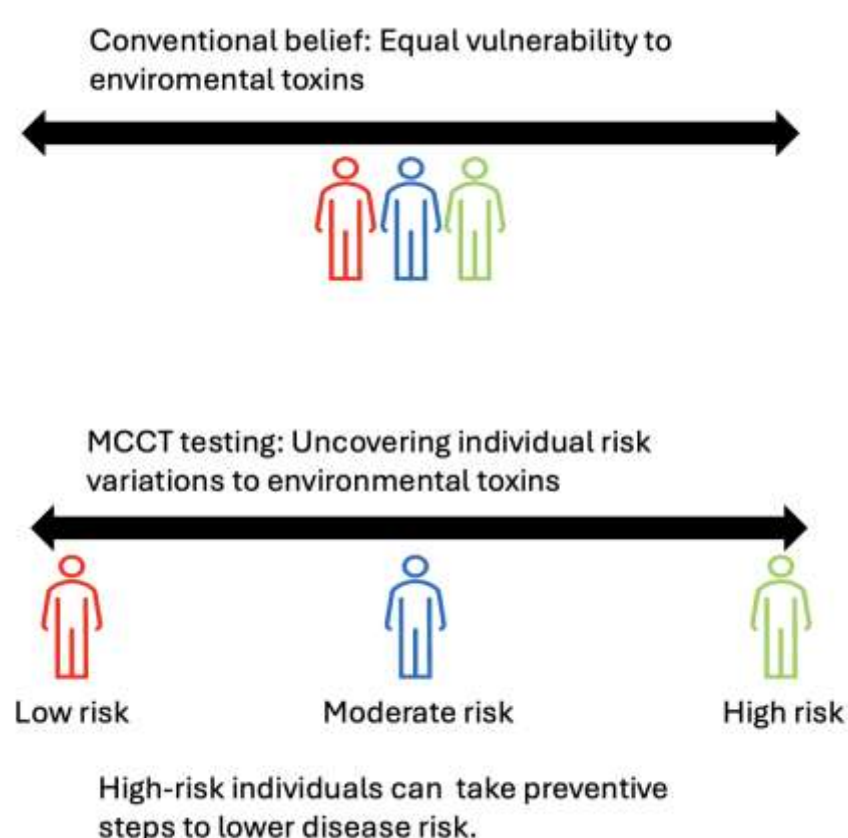 Conventional belief: Equal vulnerability to
enviromental toxins
MCCT testing: Uncovering individual risk
variations to environmental toxins
Low risk
Moderate risk
High risk
High-risk individuals can take preventive
steps to lower disease risk.